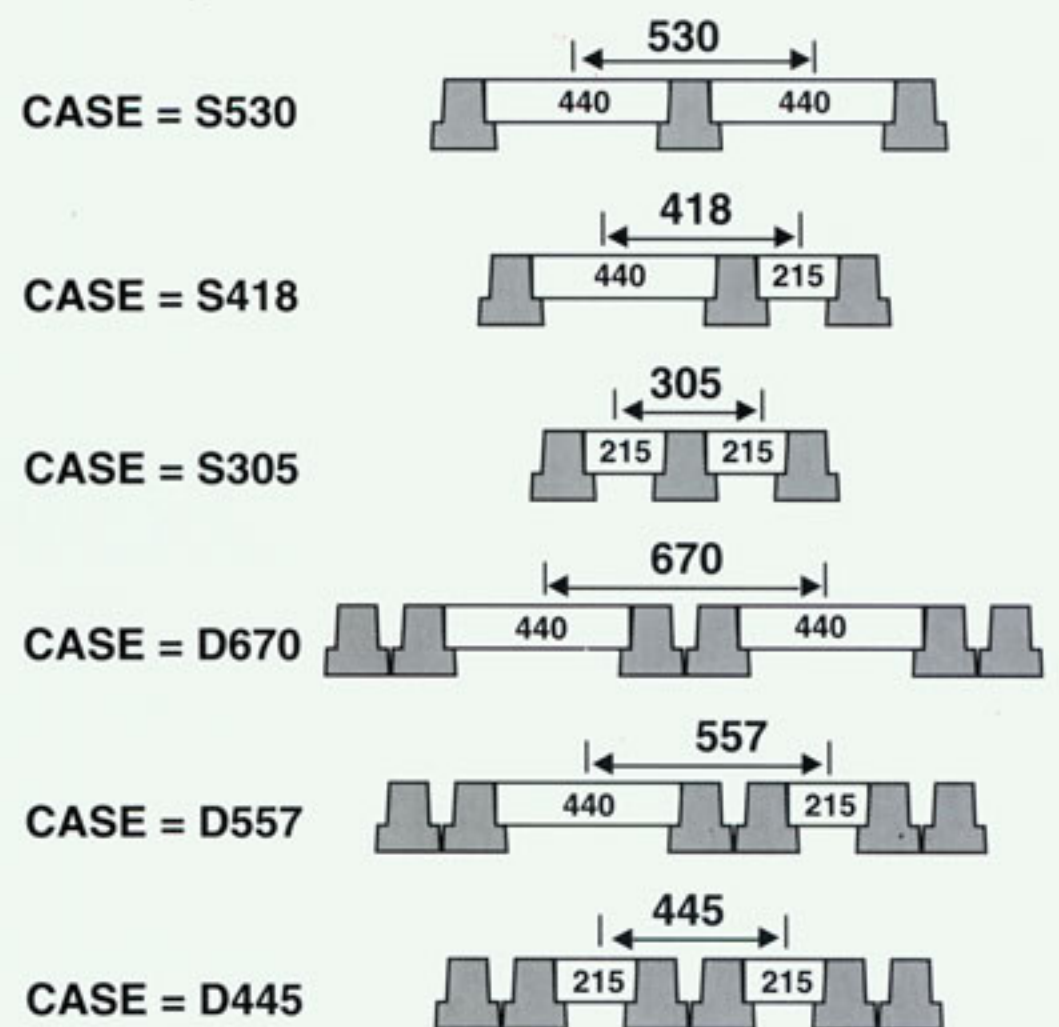 530
CASE = S530 440 440
418
CASE = S418 440 215
305
CASE = S305 215 215
670
CASE = D670 440 440
557
CASE = D557 440 215
445
CASE = D445 215 215